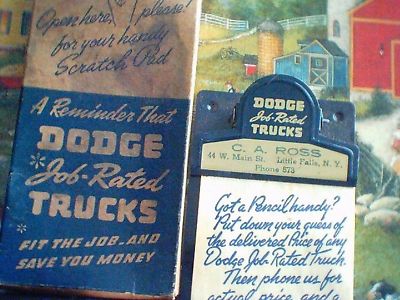 Open here, please!
for your handy
Scratch Pad
A Reminder That
DODGE
*Job-Rated
TRUCKS
*FIT THE JOB..AND
SAVE YOU MONEY
DODGE
Job-Rated
TRUCKS
C. A. ROSS
44 W. Main St. Little Falls, N. Y.
Phone 573
Got a Pencil handy?
Put down your guess of
the delivered Price of any
Dodge Job-Rated Truck.
Then phone us for
actual price and a